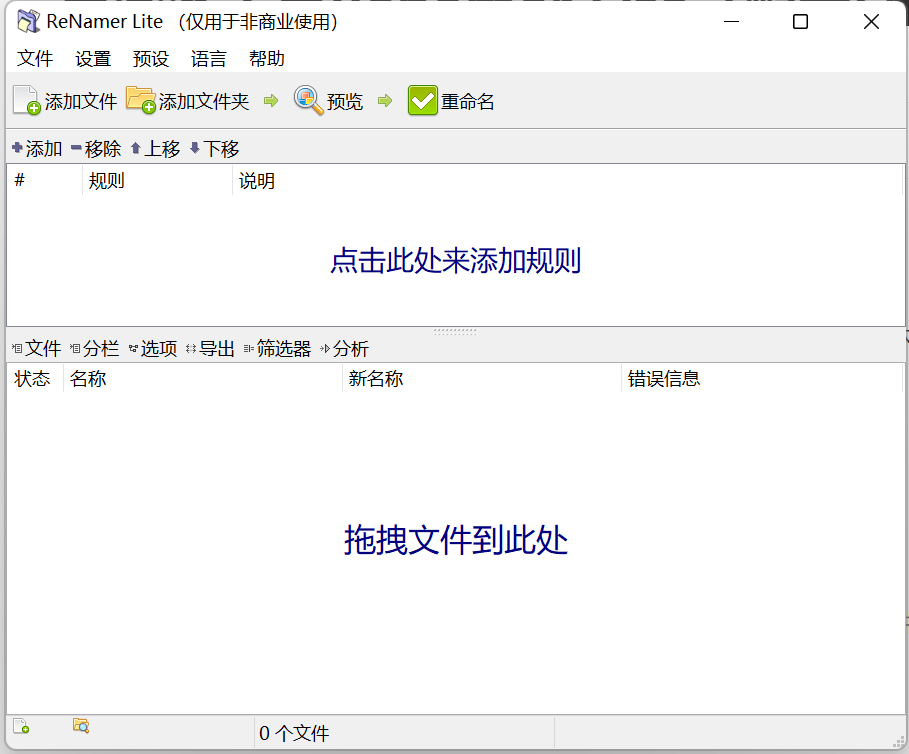 ReNamer Lite （仅用于非商业使用）
文件 设置 预设 语言 帮助
添加文件 添加文件夹 预览 重命名
添加 移除 上移 下移
# 规则 说明
点击此处来添加规则
文件 分栏 选项 导出 筛选器 分析
状态 名称 新名称 错误信息
拖拽文件到此处
0 个文件